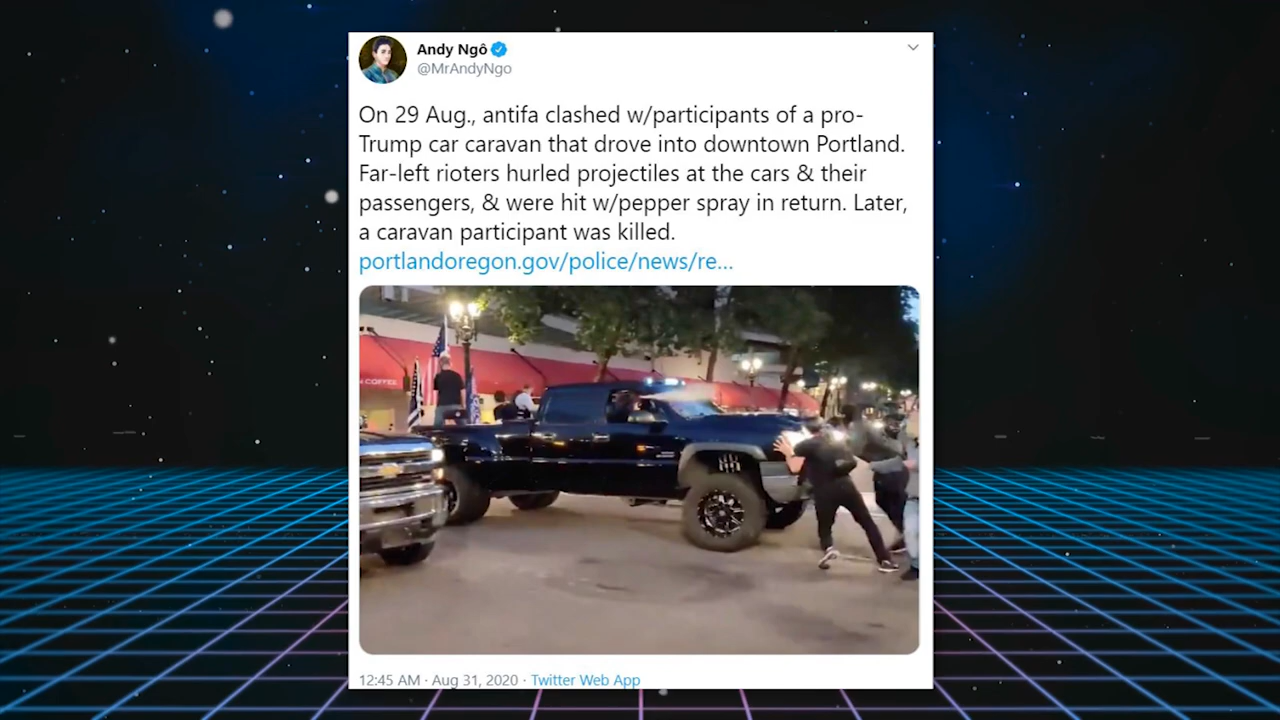 Andy Ngô
@MrAndyNgo
On 29 Aug., antifa clashed w/participants of a pro-
Trump car caravan that drove into downtown Portland.
Far-left rioters hurled projectiles at the cars & their
passengers, & were hit w/pepper spray in return. Later,
a caravan participant was killed.
portlandoregon.gov/police/news/re...
COFFEE
12:45 AM · Aug 31, 2020 · Twitter Web App